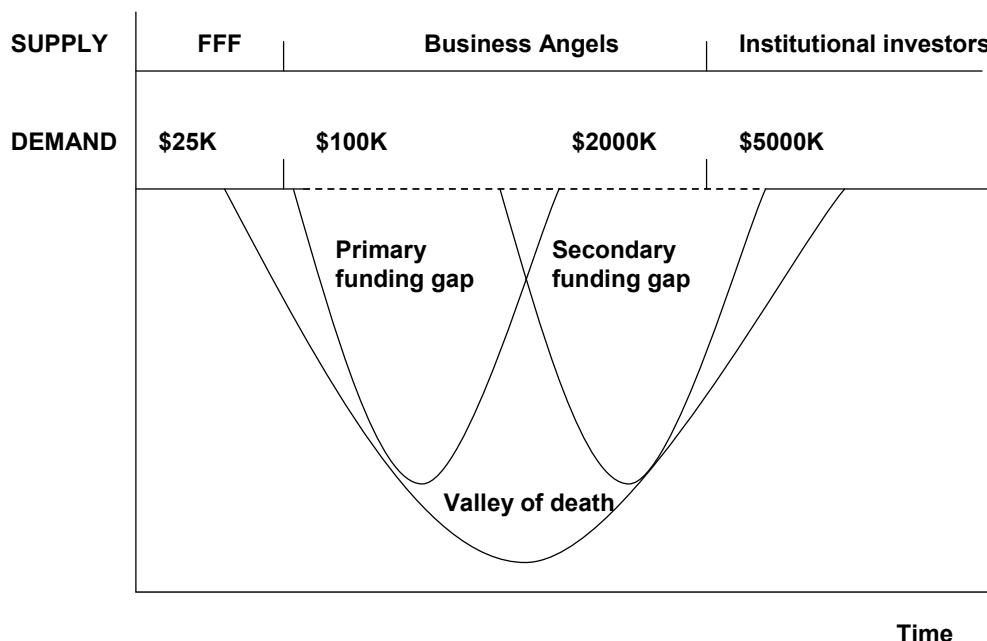 SUPPLY FFF Business Angels Institutional investors
DEMAND $25K $100K $2000K $5000K
Primary
funding gap
Secondary
funding gap
Valley of death
Time